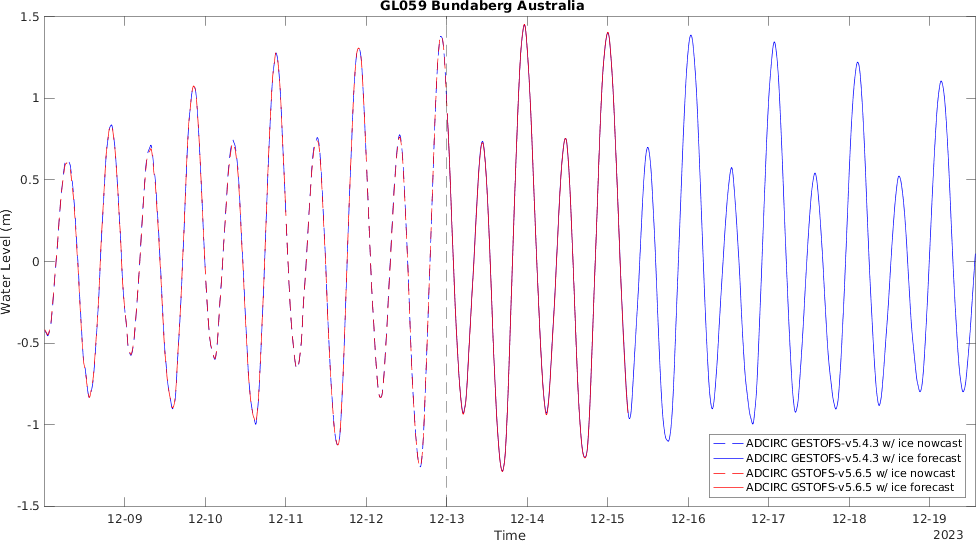 GL059 Bundaberg Australia
1.5
1
0.5
0
-0.5
-1
-1.5
Water Level (m)
12-09
12-10
12-11
12-12
12-13
12-14
12-15
12-16
12-17
12-18
12-19
2023
Time
ADCIRC GESTOFS-v5.4.3 w/ ice nowcast
ADCIRC GESTOFS-v5.4.3 w/ ice forecast
ADCIRC GSTOFS-v5.6.5 w/ ice nowcast
ADCIRC GSTOFS-v5.6.5 w/ ice forecast